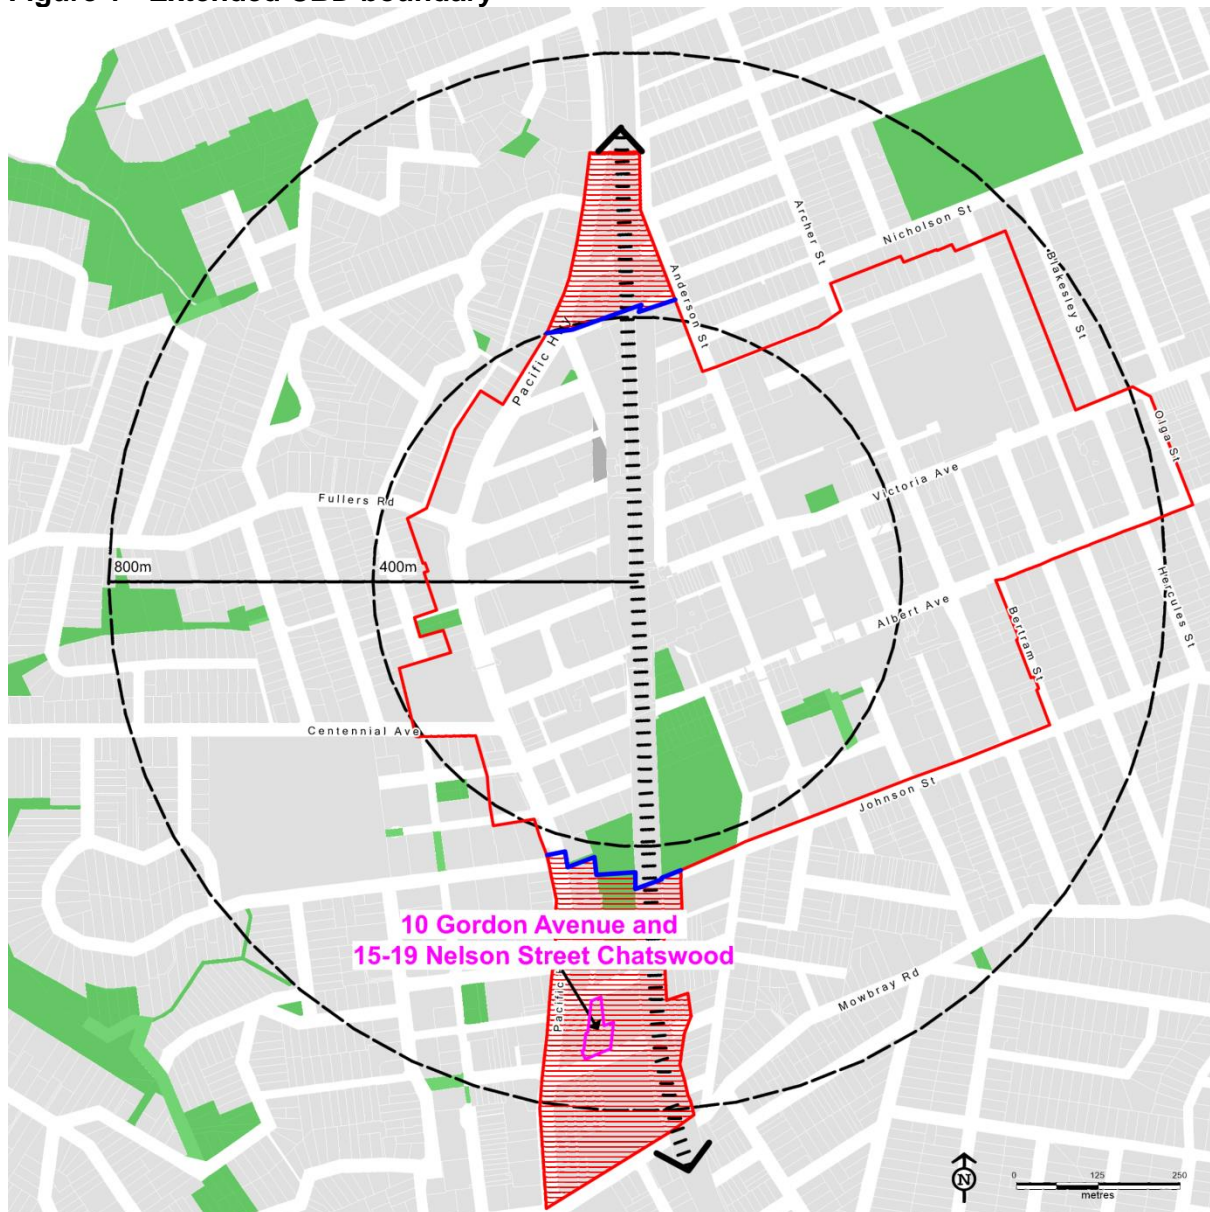 Figure 1 - Extended CBD boundary
Archer St
Nicholson St
Blakesley St
Anderson St
Pacific Hwy
Olga St
Victoria Ave
Fullers Rd
800m
400m
Hercules St
Albert Ave
Bertram St
Centennial Ave
Johnson St
10 Gordon Avenue and
15-19 Nelson Street Chatswood
Mowbray Rd
Pacific
N
0 125 250
metres